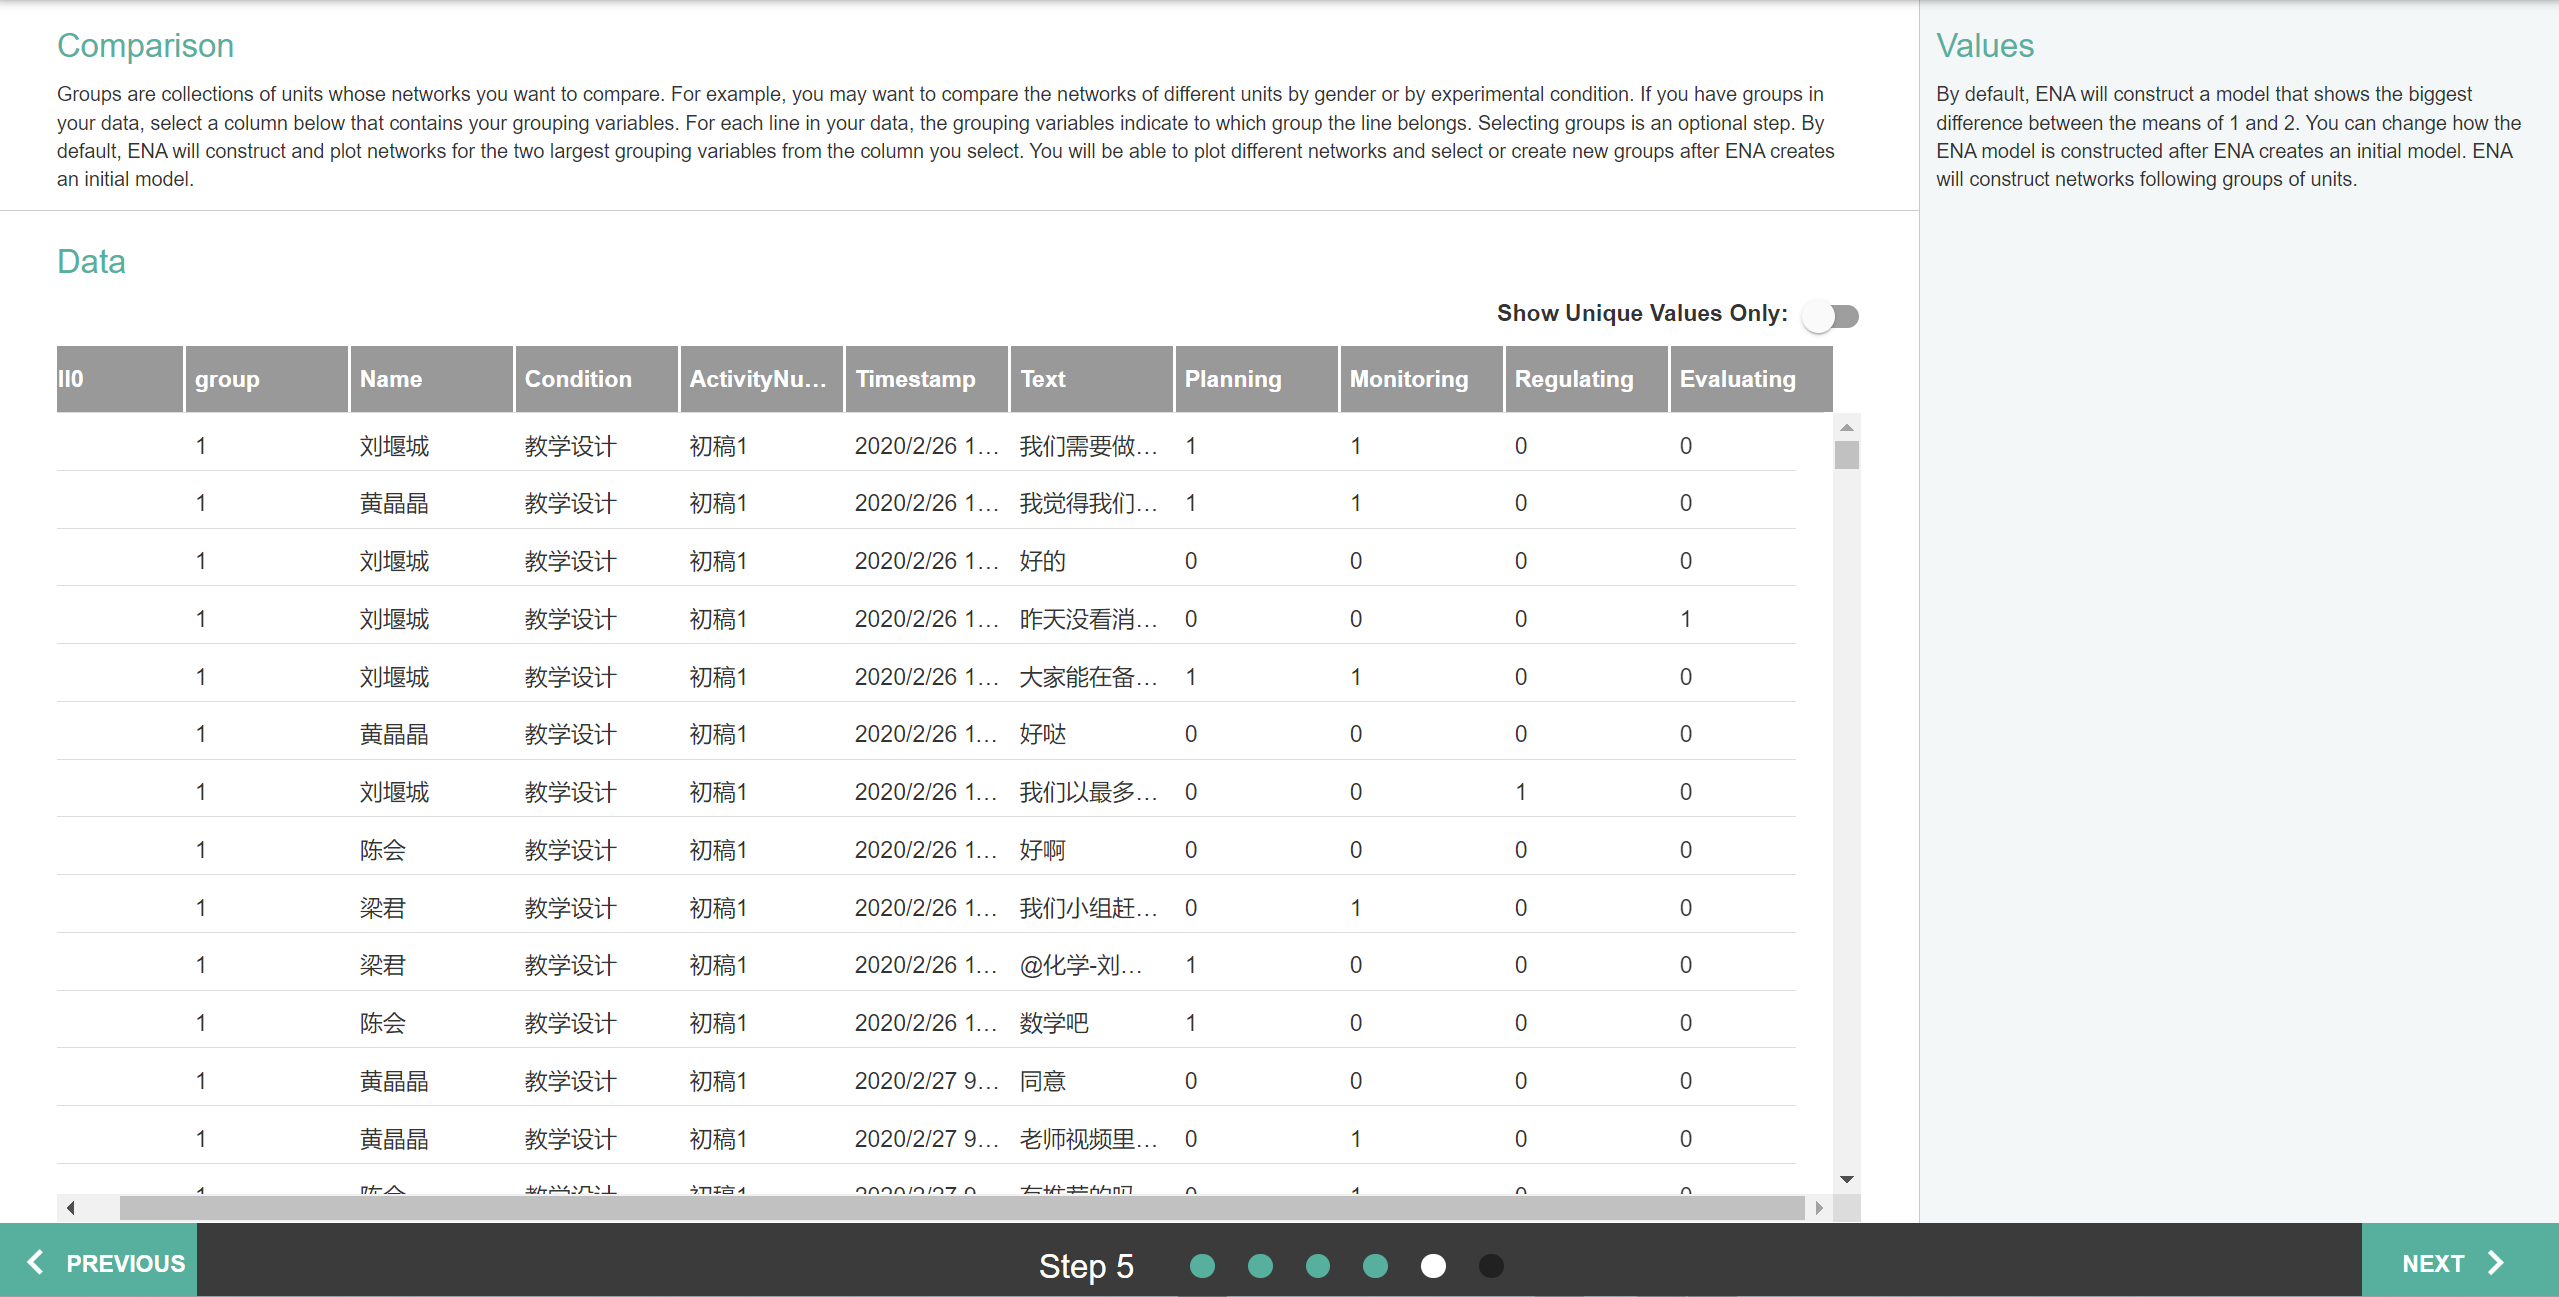 Comparison
Groups are collections of units whose networks you want to compare. For example, you may want to compare the networks of different units by gender or by experimental condition. If you have groups in
your data, select a column below that contains your grouping variables. For each line in your data, the grouping variables indicate to which group the line belongs. Selecting groups is an optional step. By
default, ENA will construct and plot networks for the two largest grouping variables from the column you select. You will be able to plot different networks and select or create new groups after ENA creates
an initial model.
Values
By default, ENA will construct a model that shows the biggest
difference between the means of 1 and 2. You can change how the
ENA model is constructed after ENA creates an initial model. ENA
will construct networks following groups of units.
Data
Show Unique Values Only:
ll0 group Name Condition ActivityNu... Timestamp Text Planning Monitoring Regulating Evaluating
1 刘堰城 教学设计 初稿1 2020/2/26 1... 我们需要做... 1 1 0 0
1 黄晶晶 教学设计 初稿1 2020/2/26 1... 我觉得我们... 1 1 0 0
1 刘堰城 教学设计 初稿1 2020/2/26 1... 好的 0 0 0 0
1 刘堰城 教学设计 初稿1 2020/2/26 1... 昨天没看消... 0 0 0 1
1 刘堰城 教学设计 初稿1 2020/2/26 1... 大家能在备... 1 1 0 0
1 黄晶晶 教学设计 初稿1 2020/2/26 1... 好哒 0 0 0 0
1 刘堰城 教学设计 初稿1 2020/2/26 1... 我们以最多... 0 0 1 0
1 陈会 教学设计 初稿1 2020/2/26 1... 好啊 0 0 0 0
1 梁君 教学设计 初稿1 2020/2/26 1... 我们小组赶... 0 1 0 0
1 梁君 教学设计 初稿1 2020/2/26 1... @化学-刘... 1 0 0 0
1 陈会 教学设计 初稿1 2020/2/26 1... 数学吧 1 0 0 0
1 黄晶晶 教学设计 初稿1 2020/2/27 9... 同意 0 0 0 0
1 黄晶晶 教学设计 初稿1 2020/2/27 9... 老师视频里... 0 1 0 0
1 陈会 教学设计 初稿1 2020/2/27 9... 有推荐的吗 0 1 0 0
PREVIOUS
Step 5
NEXT